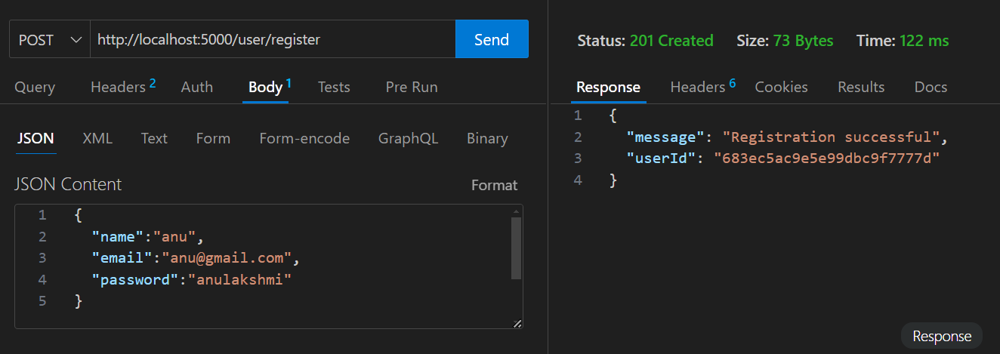 POST http://localhost:5000/user/register Send
Query Headers 2 Auth Body 1 Tests Pre Run
JSON XML Text Form Form-encode GraphQL Binary
JSON Content Format
1 {
2 "name":"anu",
3 "email":"anu@gmail.com",
4 "password":"anulakshmi"
5 }
Status: 201 Created Size: 73 Bytes Time: 122 ms
Response Headers 6 Cookies Results Docs
1 {
2 "message": "Registration successful",
3 "userId": "683ec5ac9e5e99dbc9f7777d"
4 }
Response